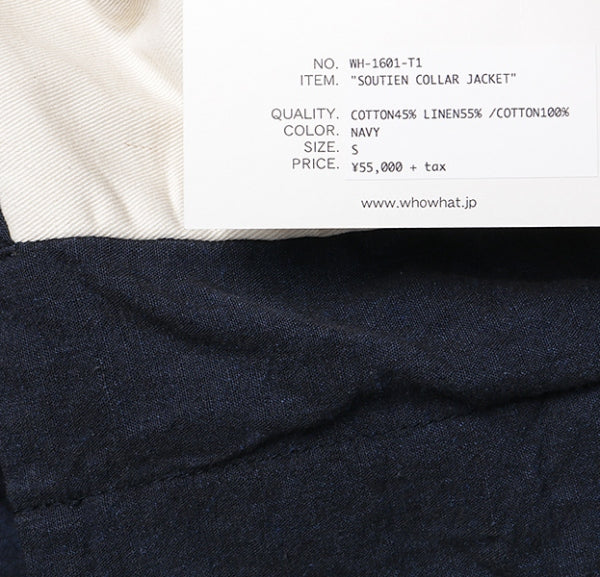 NO. WH-1601-T1
ITEM. "SOUTIEN COLLAR JACKET"
QUALITY. COTTON45% LINEN55% /COTTON100%
COLOR. NAVY
SIZE. S
PRICE. ¥55,000 + tax
www.whowhat.jp